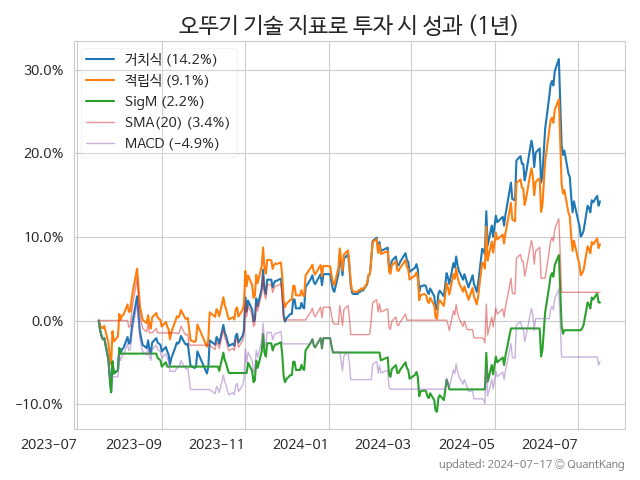 오뚜기 기술 지표로 투자 시 성과 (1년)
거치식 (14.2%)
적립식 (9.1%)
SigM (2.2%)
SMA(20) (3.4%)
MACD (−4.9%)
30.0%
20.0%
10.0%
0.0%
−10.0%
2023-07 2023-09 2023-11 2024-01 2024-03 2024-05 2024-07
updated: 2024-07-17 ⓒ QuantKang